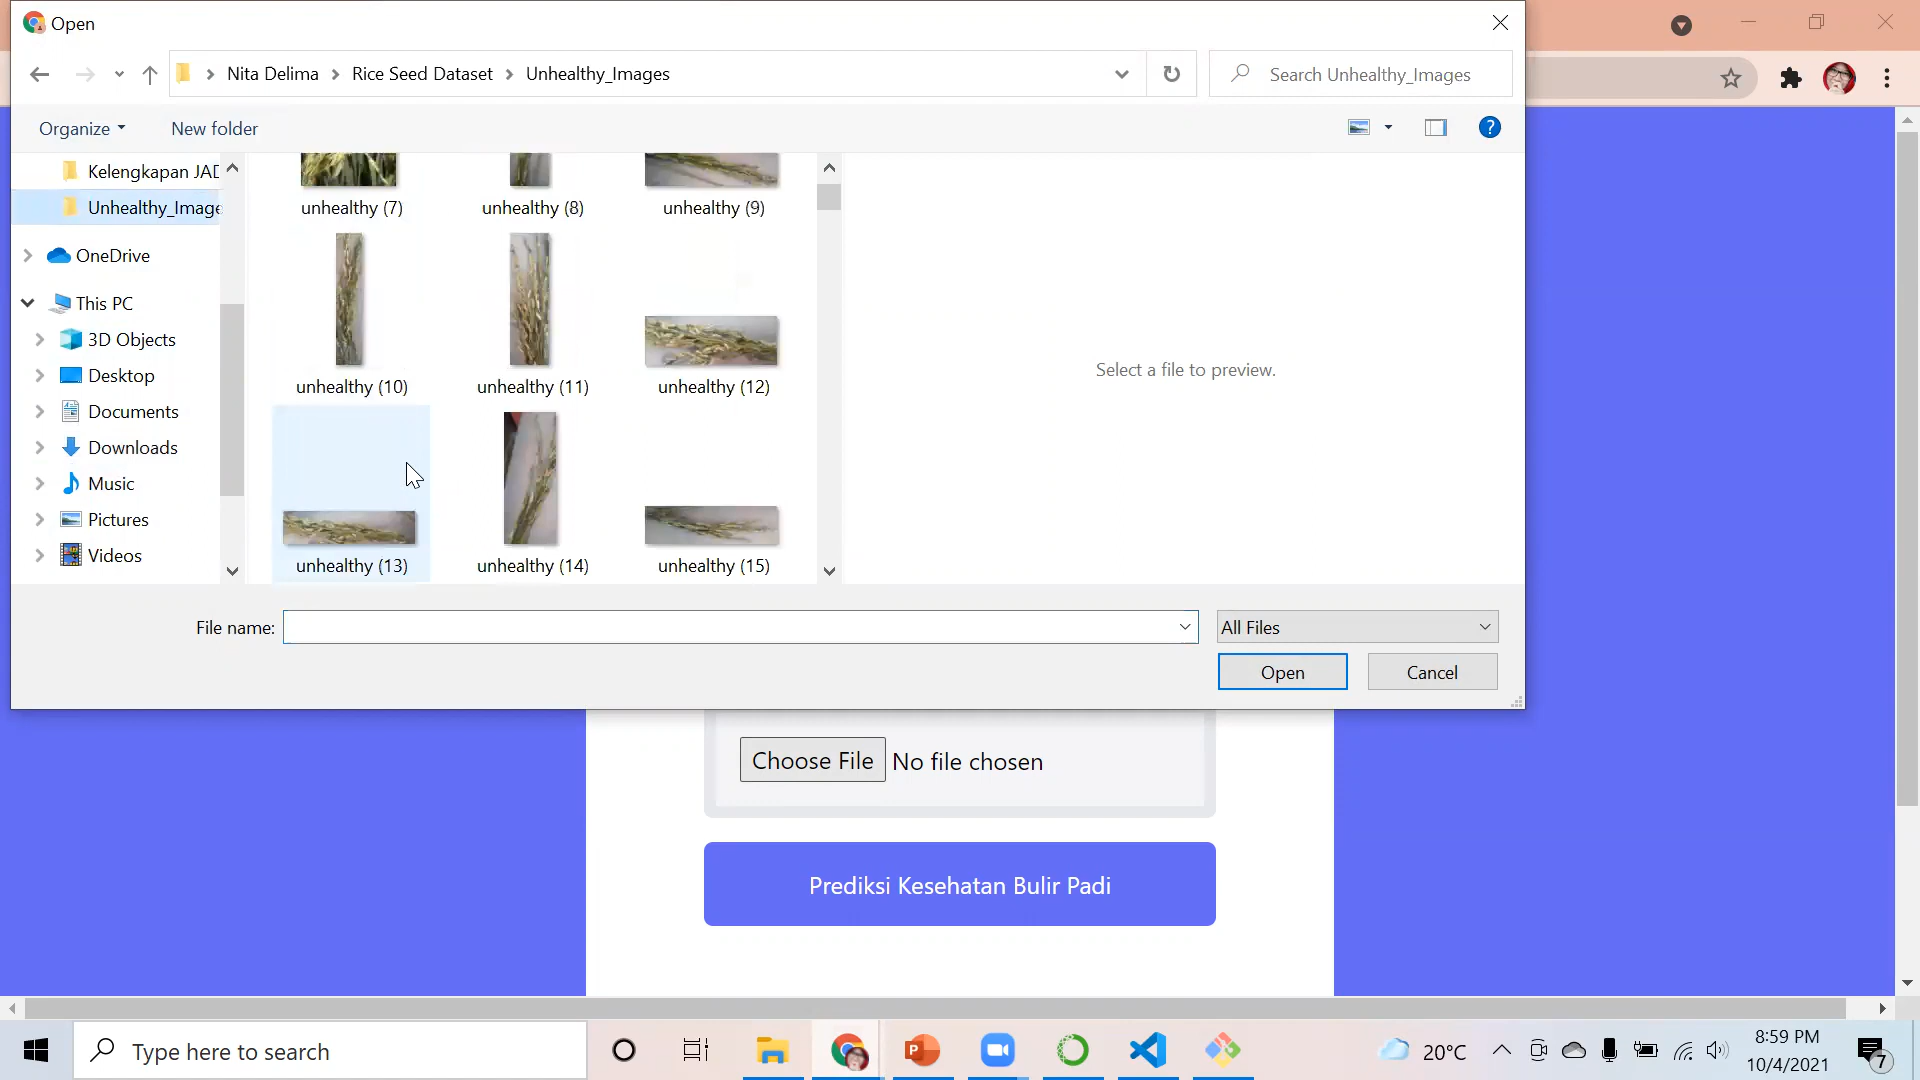 Open
Nita Delima
Rice Seed Dataset
Unhealthy_Images
Search Unhealthy_Images
Organize
New folder
Kelengkapan JAD
Unhealthy_Image
OneDrive
This PC
3D Objects
Desktop
Documents
Downloads
Music
Pictures
Videos
unhealthy (7)
unhealthy (8)
unhealthy (9)
unhealthy (10)
unhealthy (11)
unhealthy (12)
unhealthy (13)
unhealthy (14)
unhealthy (15)
Select a file to preview.
File name:
All Files
Open
Cancel
Choose File No file chosen
Prediksi Kesehatan Bulir Padi
Type here to search
20°C
8:59 PM
10/4/2021
7